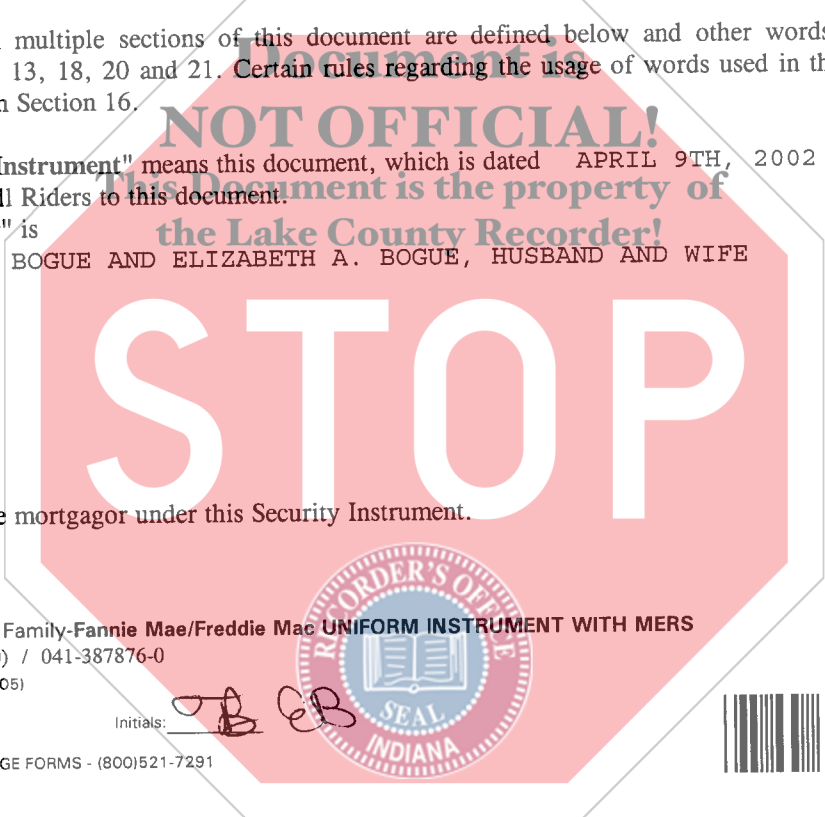 multiple sections of this document are defined below and other words
Document is
13, 18, 20 and 21. Certain rules regarding the usage of words used in th
n Section 16.
NOT OFFICIAL!
Instrument" means this document, which is dated APRIL 9TH, 2002
This Document is the property of
ll Riders to this document.
" is
the Lake County Recorder!
BOGUE AND ELIZABETH A. BOGUE, HUSBAND AND WIFE
STOP
e mortgagor under this Security Instrument.
RECORDER'S OFFICE
Family-Fannie Mae/Freddie Mac UNIFORM INSTRUMENT WITH MERS
) / 041-387876-0
05)
SEAL
Initials: JB EB
INDIANA
GE FORMS - (800)521-7291